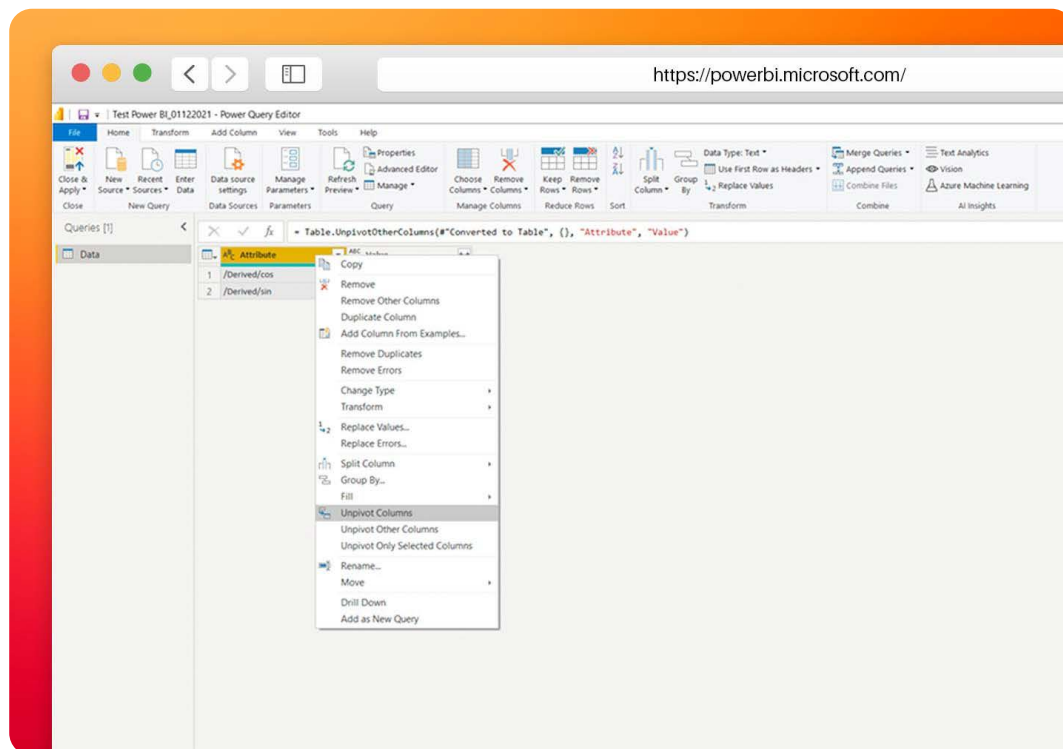 https://powerbi.microsoft.com/
Test Power BI_01122021 - Power Query Editor
File Home Transform Add Column View Tools Help
Close & Apply
New Source
Recent Sources
Enter Data
Data source settings
Manage Parameters
Refresh Preview
Properties
Advanced Editor
Manage
Choose Columns
Remove Columns
Keep Rows
Remove Rows
Split Column
Group By
Data Type: Text
Use First Row as Headers
Replace Values
Merge Queries
Append Queries
Combine Files
Text Analytics
Vision
Azure Machine Learning
Close New Query Data Sources Parameters Query Manage Columns Reduce Rows Sort Transform Combine AI Insights
Queries [1]
= Table.UnpivotOtherColumns(#"Converted to Table", {}, "Attribute", "Value")
Data
Attribute
1 /Derived/cos
2 /Derived/sin
Copy
Remove
Remove Other Columns
Duplicate Column
Add Column From Examples...
Remove Duplicates
Remove Errors
Change Type
Transform
Replace Values...
Replace Errors...
Split Column
Group By...
Fill
Unpivot Columns
Unpivot Other Columns
Unpivot Only Selected Columns
Rename...
Move
Drill Down
Add as New Query